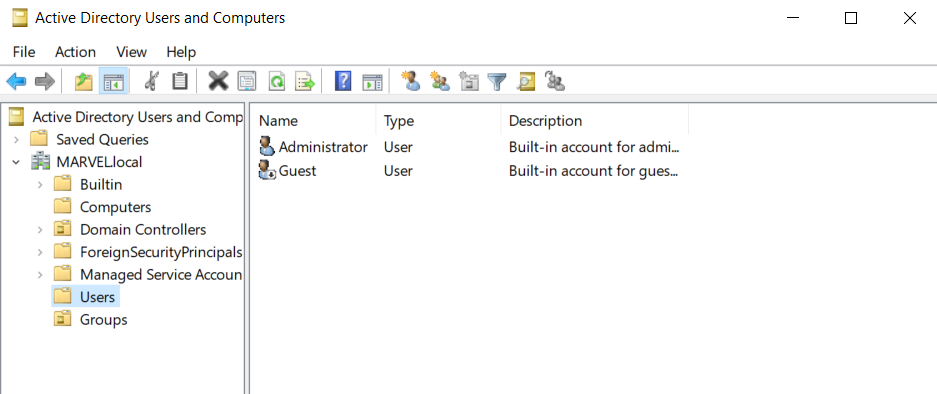 Active Directory Users and Computers
File Action View Help
Active Directory Users and Comp
Saved Queries
MARVEL.local
Builtin
Computers
Domain Controllers
ForeignSecurityPrincipals
Managed Service Accoun
Users
Groups
Name Type Description
Administrator User Built-in account for admi...
Guest User Built-in account for gues...